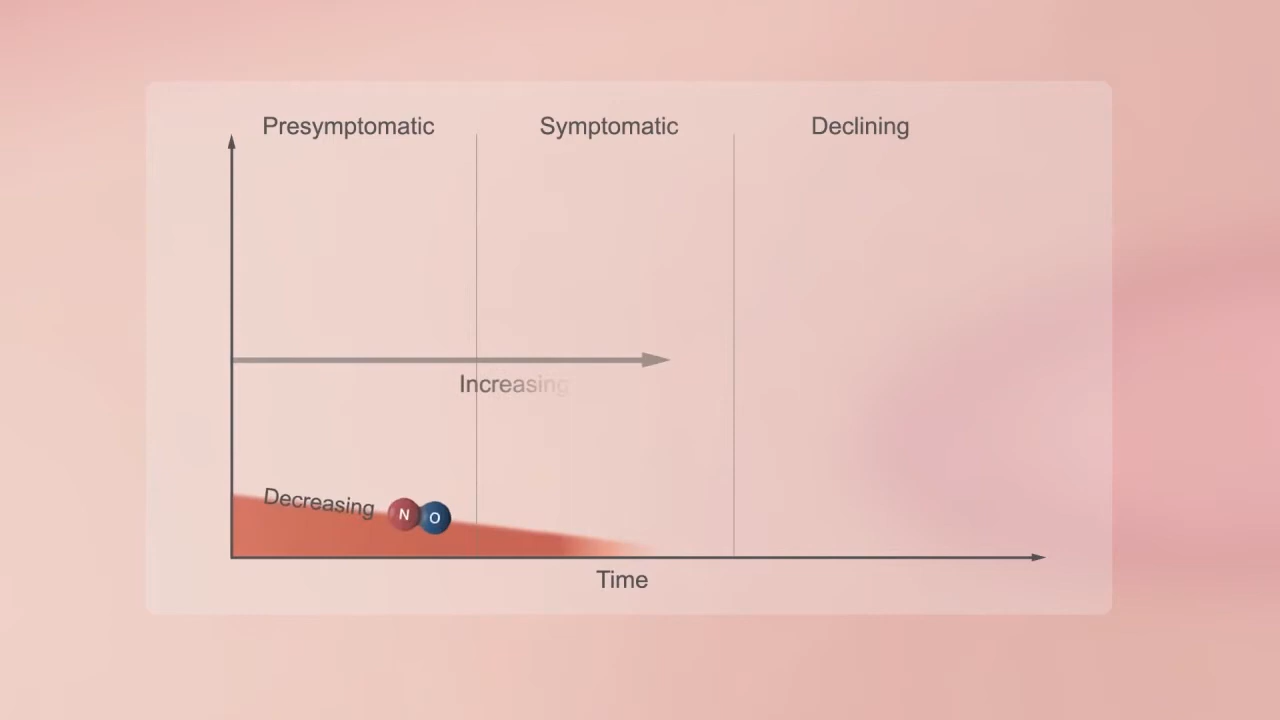 Presymptomatic
Symptomatic
Declining
Increasing
Decreasing
N O
Time